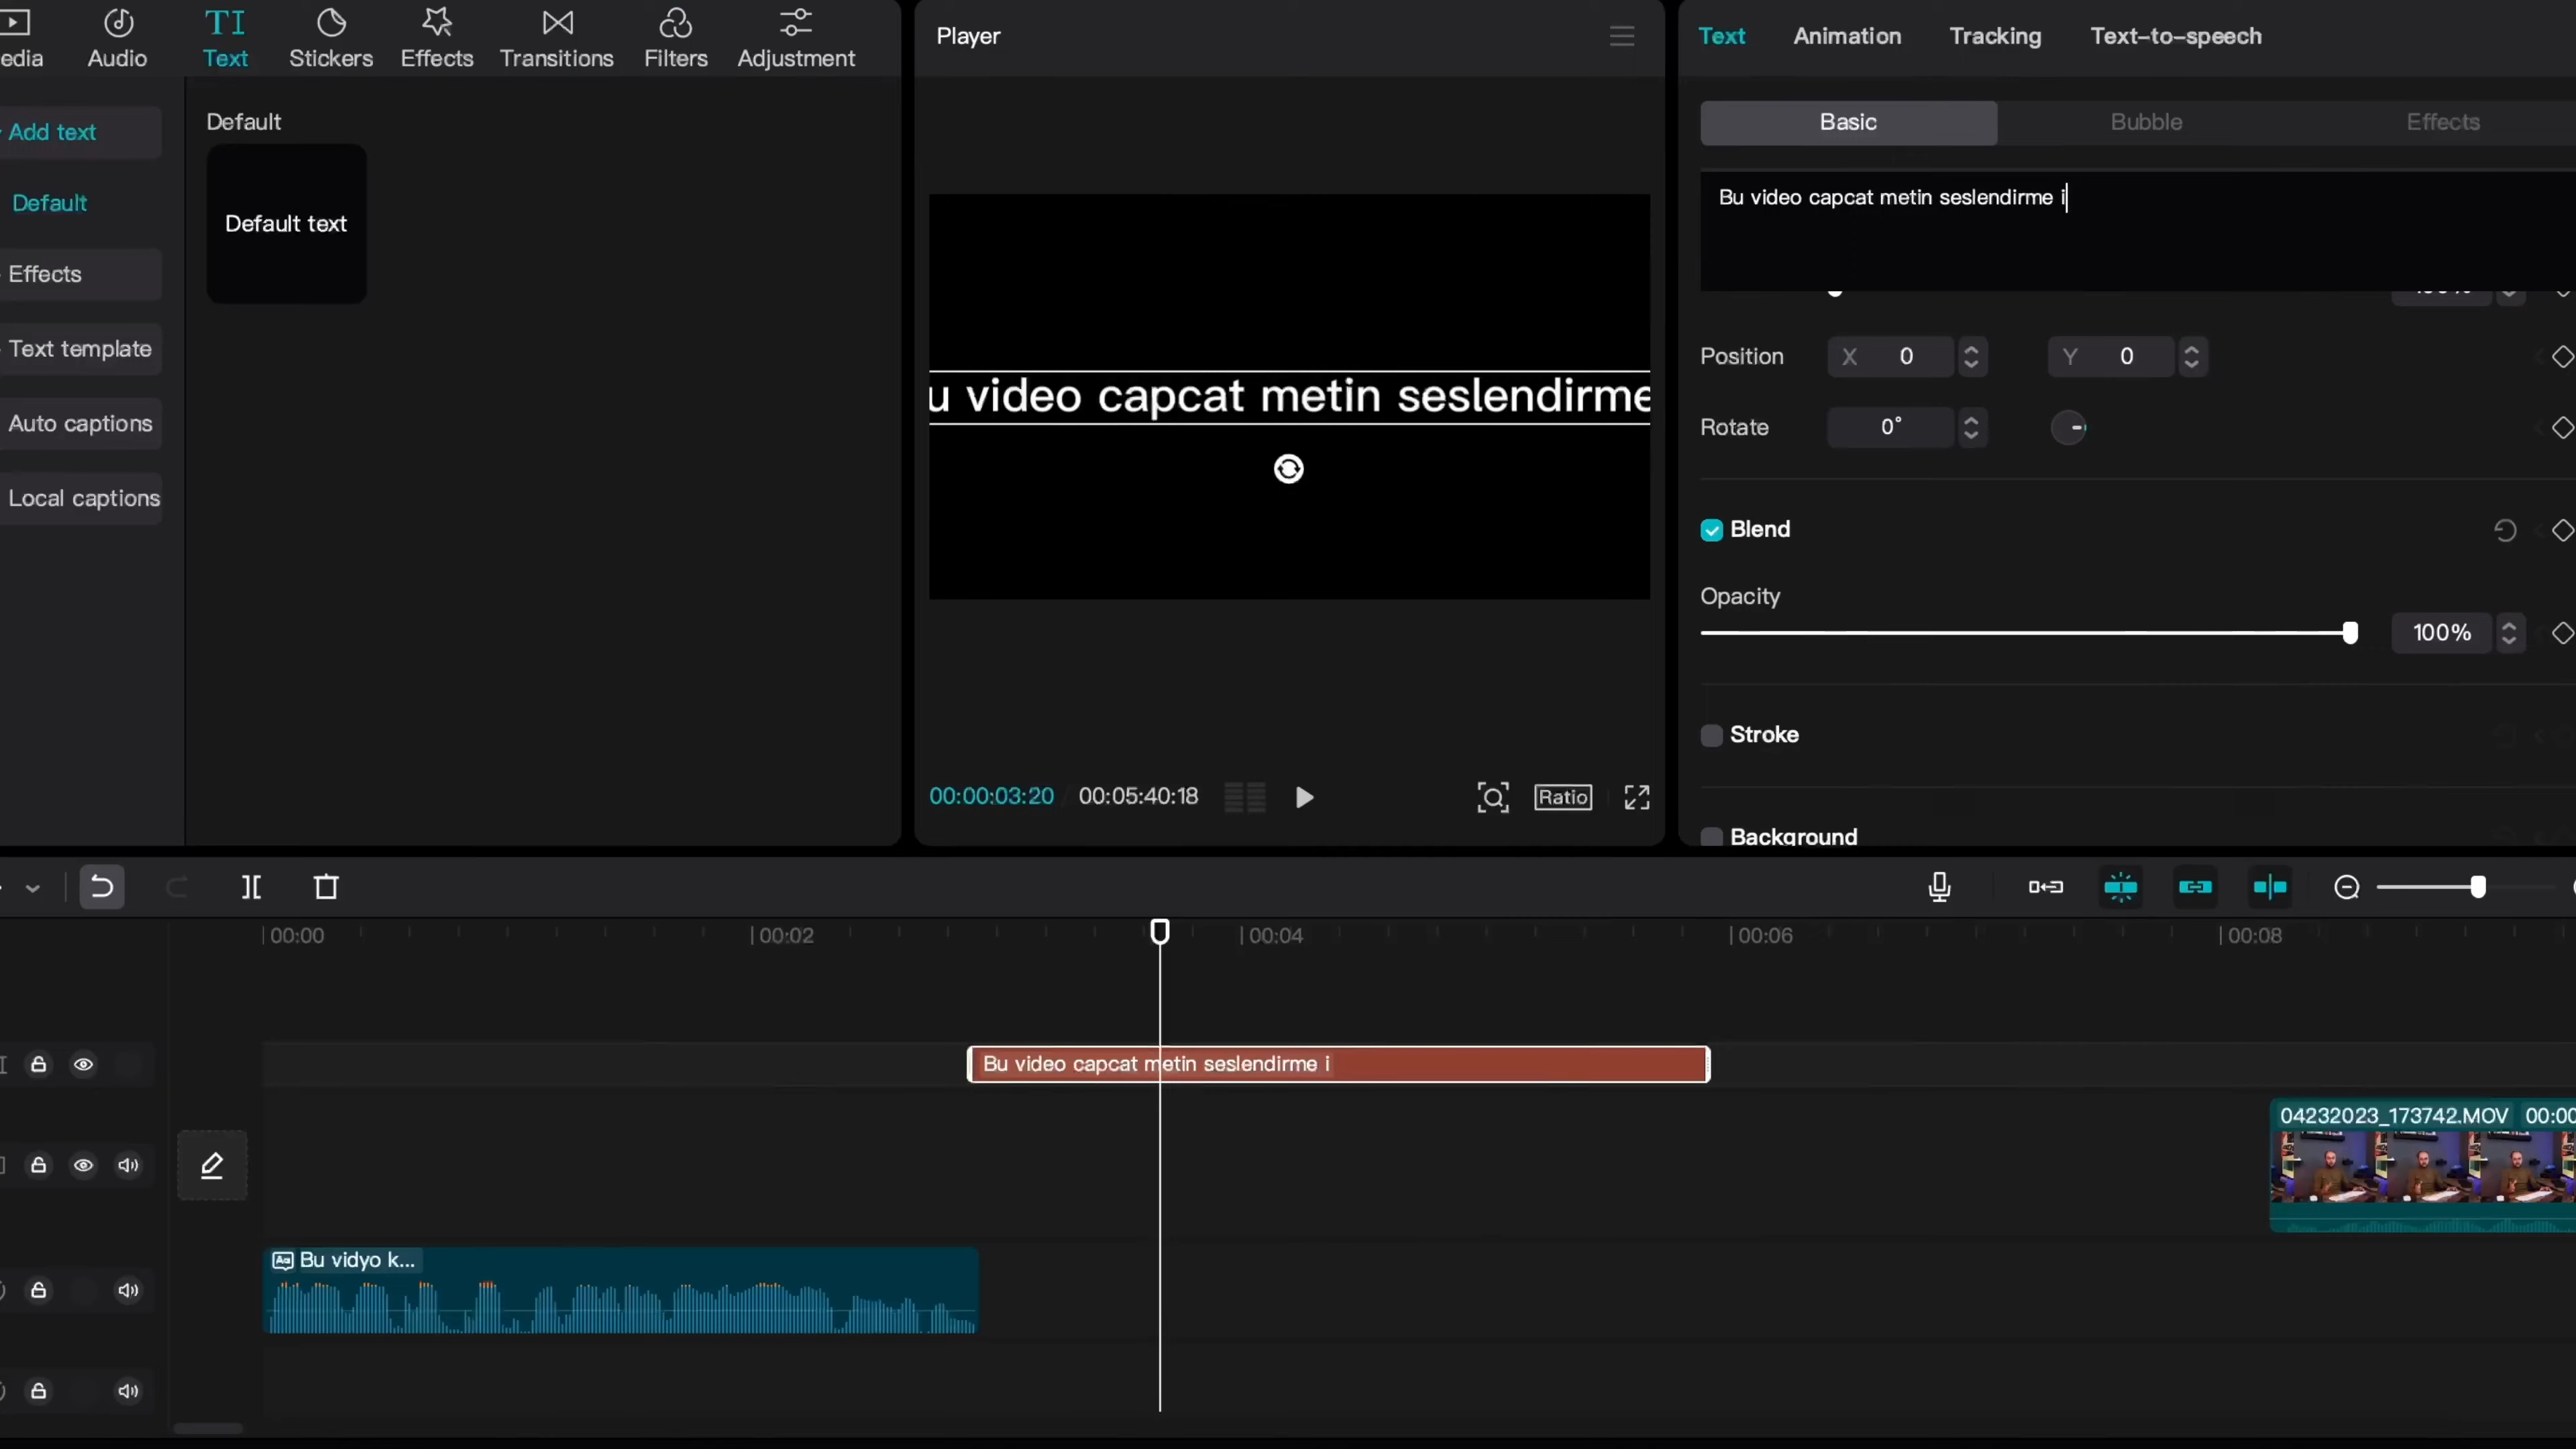 edia
Audio
Text
Stickers
Effects
Transitions
Filters
Adjustment
Add text
Default
Effects
Text template
Auto captions
Local captions
Default
Default text
Player
u video capcat metin seslendirme
00:00:03:20
00:05:40:18
Ratio
Text
Animation
Tracking
Text-to-speech
Basic
Bubble
Effects
Bu video capcat metin seslendirme i
Position
X 0
Y 0
Rotate
0°
Blend
Opacity
100%
Stroke
Background
00:00
00:02
00:04
00:06
00:08
Bu video capcat metin seslendirme i
04232023_173742.MOV 00:00
Bu vidyo k...